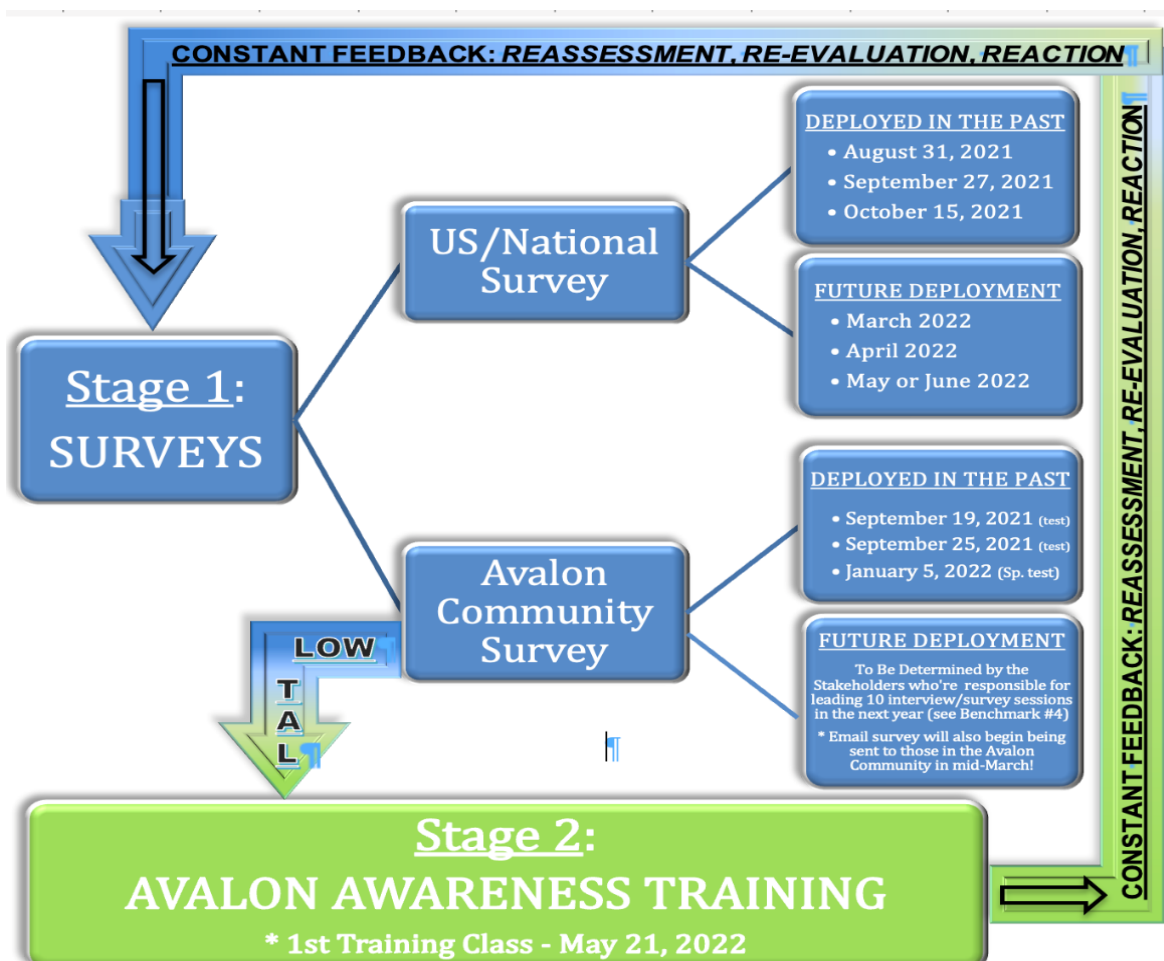 CONSTANT FEEDBACK: REASSESSMENT, RE-EVALUATION, REACTION¶
DEPLOYED IN THE PAST
• August 31, 2021
• September 27, 2021
• October 15, 2021
US/National
Survey
FUTURE DEPLOYMENT
• March 2022
• April 2022
• May or June 2022
Stage 1:
SURVEYS
DEPLOYED IN THE PAST
• September 19, 2021 (test)
• September 25, 2021 (test)
• January 5, 2022 (Sp. test)
Avalon
Community
Survey
FUTURE DEPLOYMENT
To Be Determined by the
Stakeholders who're responsible for
leading 10 interview/survey sessions
in the next year (see Benchmark #4)
* Email survey will also begin being
sent to those in the Avalon
Community in mid-March!
LOW¶
T
A
L¶
¶
Stage 2:
AVALON AWARENESS TRAINING
* 1st Training Class - May 21, 2022
CONSTANT FEEDBACK: REASSESSMENT, RE-EVALUATION, REACTION¶